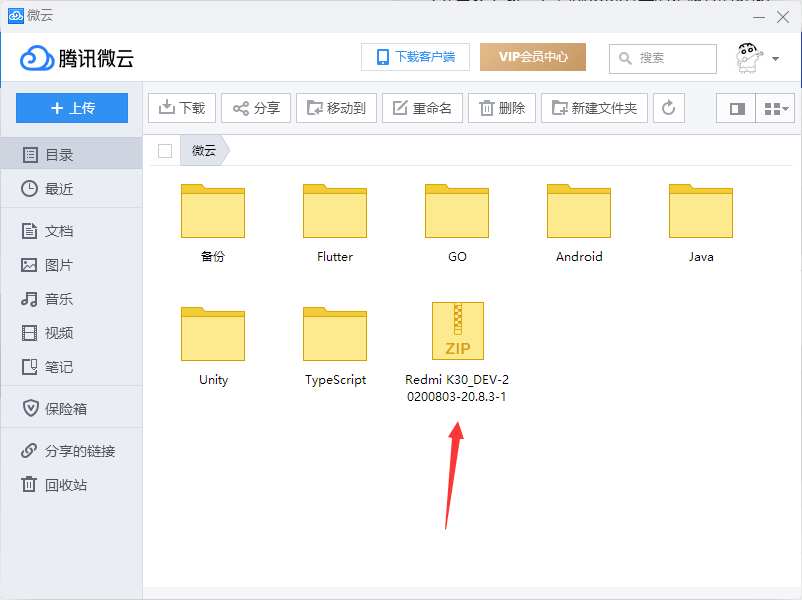 微云
腾讯微云
下载客户端
VIP会员中心
搜索
上传
下载
分享
移动到
重命名
删除
新建文件夹
目录
最近
文档
图片
音乐
视频
笔记
保险箱
分享的链接
回收站
微云
备份
Flutter
GO
Android
Java
Unity
TypeScript
ZIP
Redmi K30_DEV-2
0200803-20.8.3-1